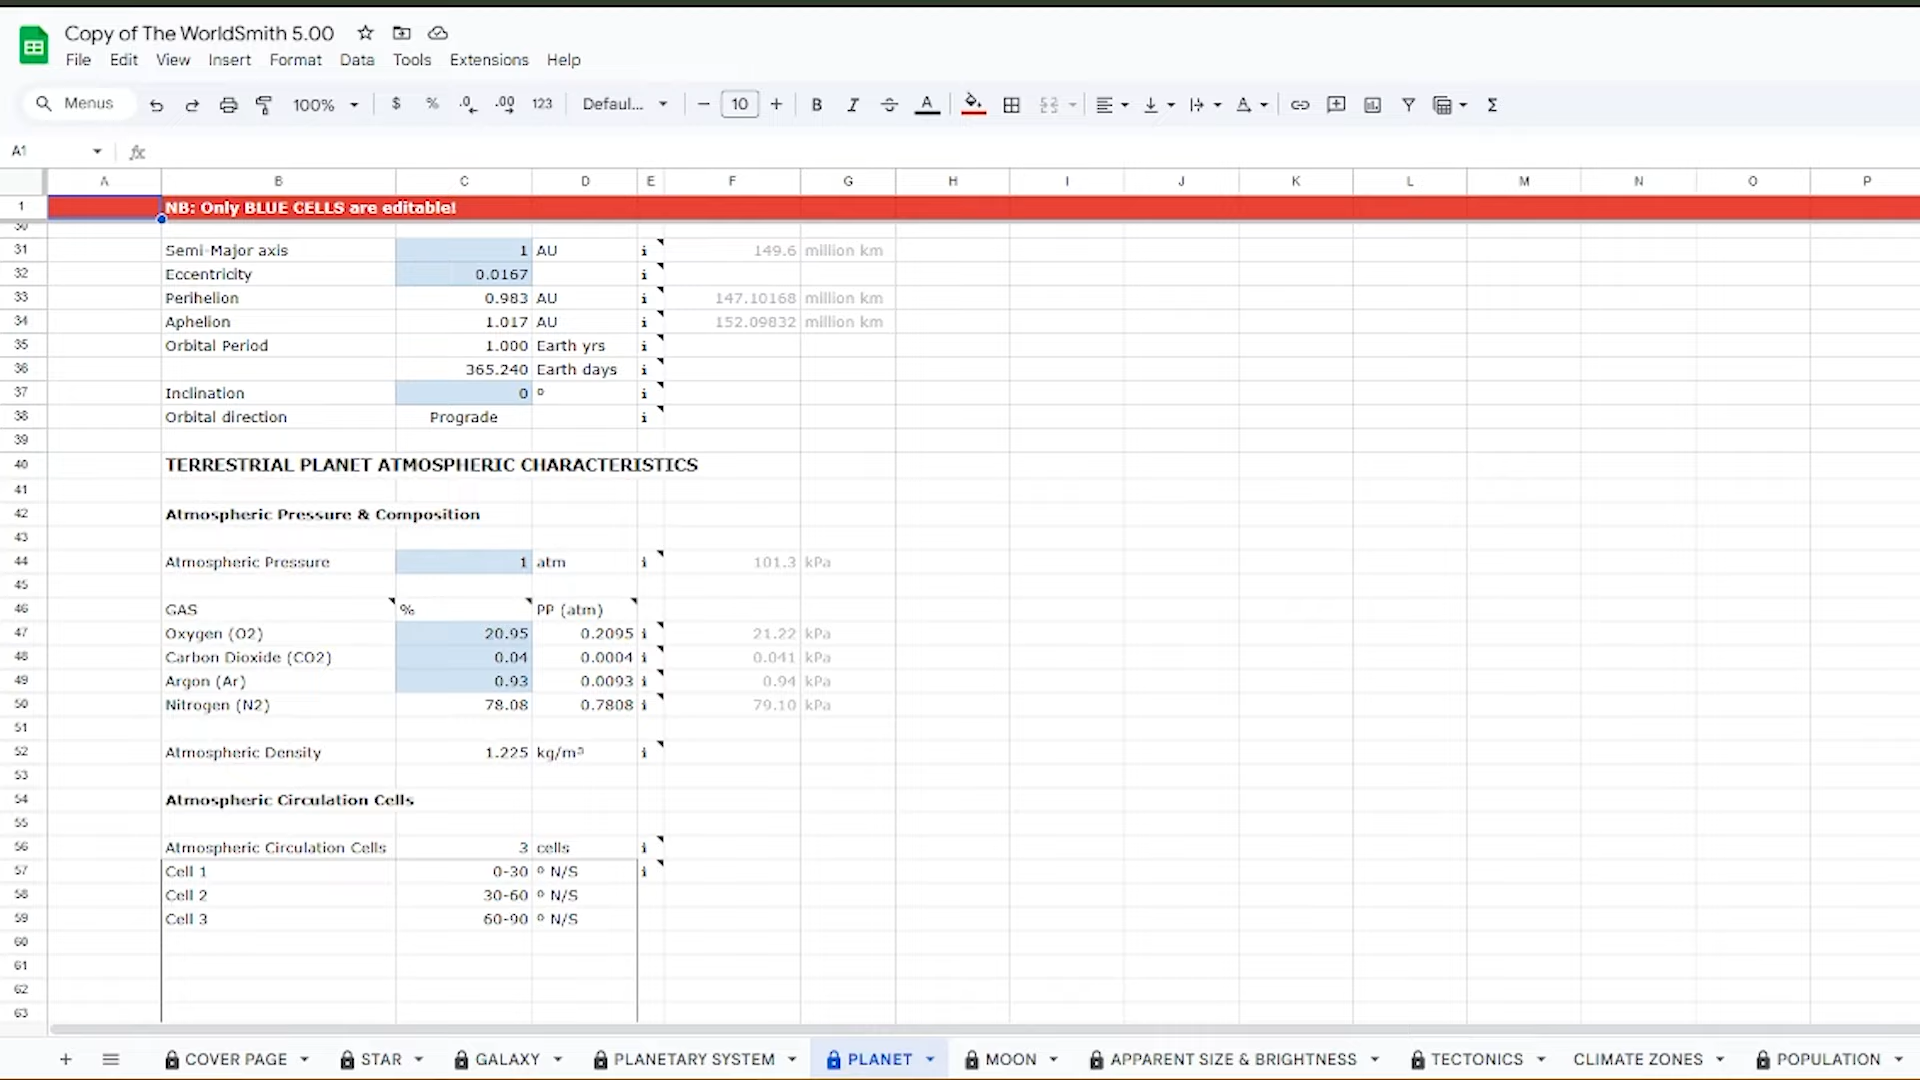 Copy of The WorldSmith 5.00
File Edit View Insert Format Data Tools Extensions Help
Menus 100% $ % .0 .00 123 Defaul... − 10 + B I A Σ
A1 fx
A B C D E F G H I J K L M N O P
1 NB: Only BLUE CELLS are editable!
30
31 Semi-Major axis 1 AU i 149.6 million km
32 Eccentricity 0.0167 i
33 Perihelion 0.983 AU i 147.10168 million km
34 Aphelion 1.017 AU i 152.09832 million km
35 Orbital Period 1.000 Earth yrs i
36 365.240 Earth days i
37 Inclination 0 º i
38 Orbital direction Prograde i
39
40 TERRESTRIAL PLANET ATMOSPHERIC CHARACTERISTICS
41
42 Atmospheric Pressure & Composition
43
44 Atmospheric Pressure 1 atm i 101.3 kPa
45
46 GAS % PP (atm)
47 Oxygen (O2) 20.95 0.2095 i 21.22 kPa
48 Carbon Dioxide (CO2) 0.04 0.0004 i 0.041 kPa
49 Argon (Ar) 0.93 0.0093 i 0.94 kPa
50 Nitrogen (N2) 78.08 0.7808 i 79.10 kPa
51
52 Atmospheric Density 1.225 kg/m³ i
53
54 Atmospheric Circulation Cells
55
56 Atmospheric Circulation Cells 3 cells i
57 Cell 1 0-30 º N/S i
58 Cell 2 30-60 º N/S
59 Cell 3 60-90 º N/S
60
61
62
63
+ COVER PAGE STAR GALAXY PLANETARY SYSTEM PLANET MOON APPARENT SIZE & BRIGHTNESS TECTONICS CLIMATE ZONES POPULATION